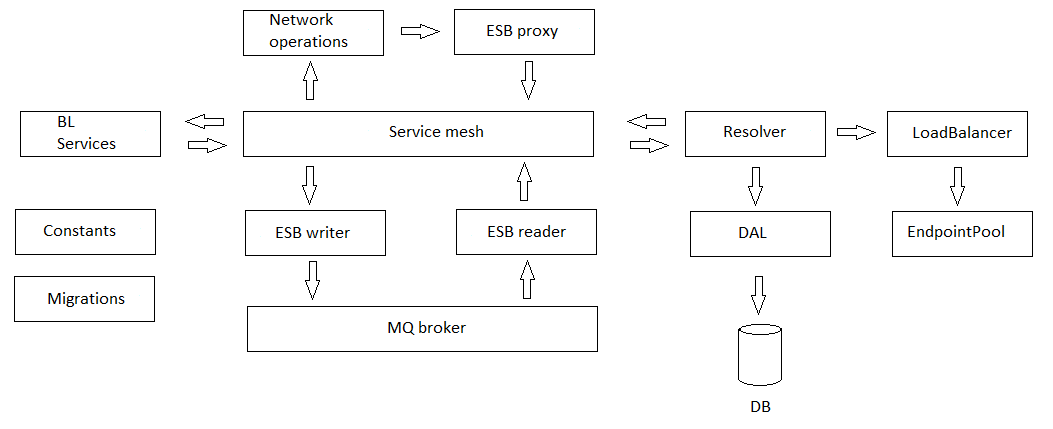 Network
operations
ESB proxy
BL
Services
Service mesh
Resolver
LoadBalancer
Constants
ESB writer
ESB reader
DAL
EndpointPool
Migrations
MQ broker
DB